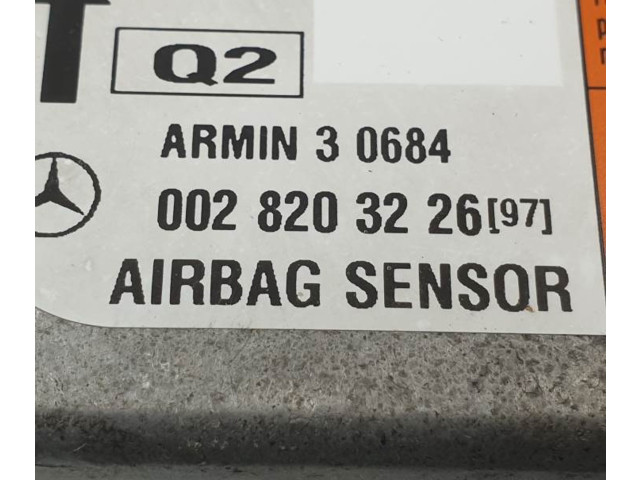 T
Q2
ARMIN 3 0684
002 820 32 26 [97]
AIRBAG SENSOR